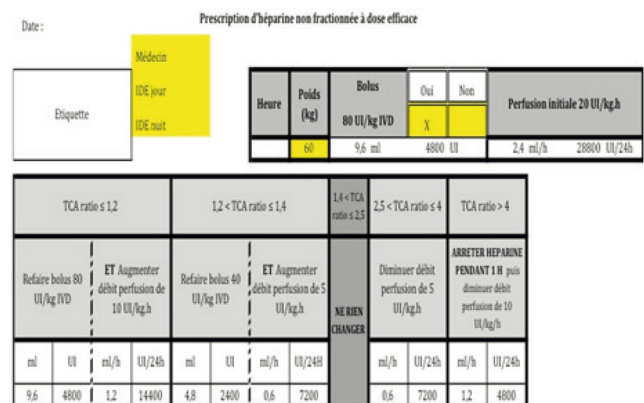 Date :
Prescription d'héparine non fractionnée à dose efficace
Médecin
IDE jour
IDE nuit
Etiquette
Heure
Poids
(kg)
Bolus
80 UI/kg IVD
Oui
Non
Perfusion initiale 20 UI/kg.h
X
60
9,6 ml
4800 UI
2,4 ml/h
28800 UI/24h
TCA ratio ≤ 1,2
1,2 < TCA ratio ≤ 1,4
1,4 < TCA
ratio ≤ 2,5
2,5 < TCA ratio ≤ 4
TCA ratio > 4
Refaire bolus 80
UI/kg IVD
ET Augmenter
débit perfusion de
10 UI/kg.h
Refaire bolus 40
UI/kg IVD
ET Augmenter
débit perfusion de 5
UI/kg.h
NE RIEN
CHANGER
Diminuer débit
perfusion de 5
UI/kg.h
ARRETER HEPARINE
PENDANT 1 H puis
diminuer débit
perfusion de 10
UI/kg/h
ml UI ml/h UI/24h ml UI ml/h UI/24H ml/h UI/24h ml/h UI/24h
9,6 4800 1,2 14400 4,8 2400 0,6 7200 0,6 7200 1,2 4800